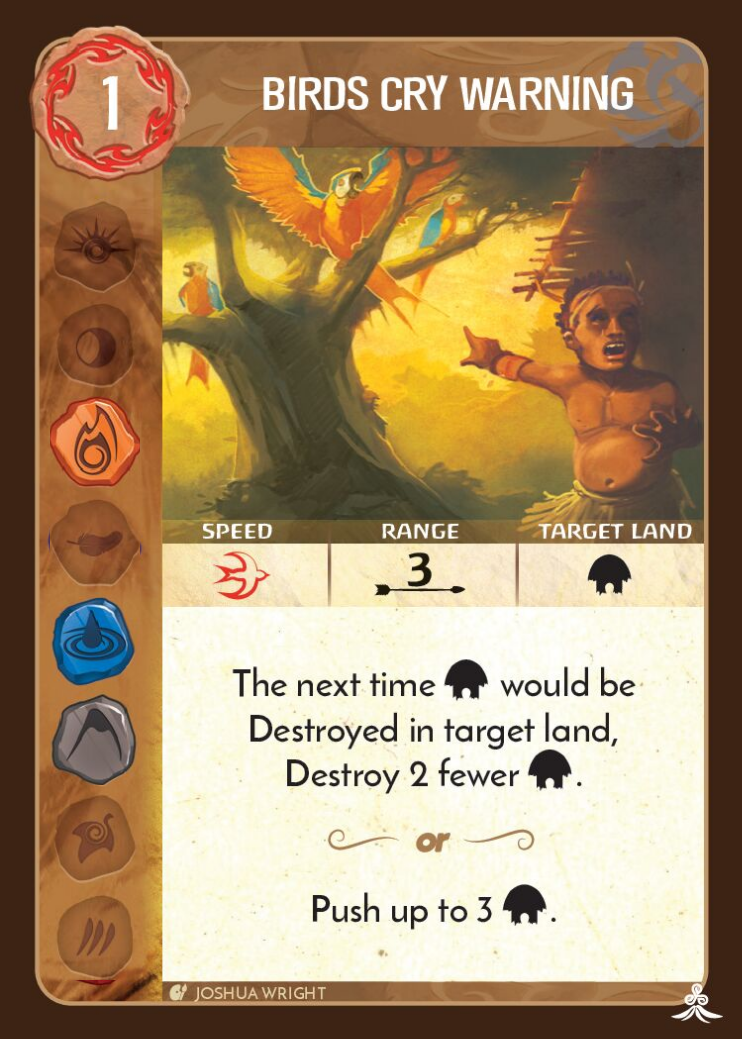 1
BIRDS CRY WARNING
SPEED RANGE TARGET LAND
3
The next time would be
Destroyed in target land,
Destroy 2 fewer .
or
Push up to 3 .
JOSHUA WRIGHT